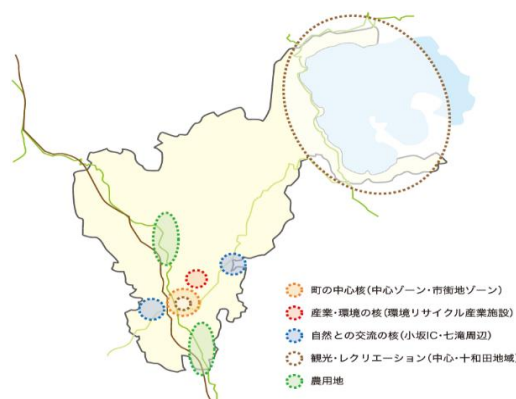 町の中心核(中心ゾーン・市街地ゾーン)
産業・環境の核(環境リサイクル産業施設)
自然との交流の核(小坂IC・七滝周辺)
観光・レクリエーション(中心・十和田地域)
農用地